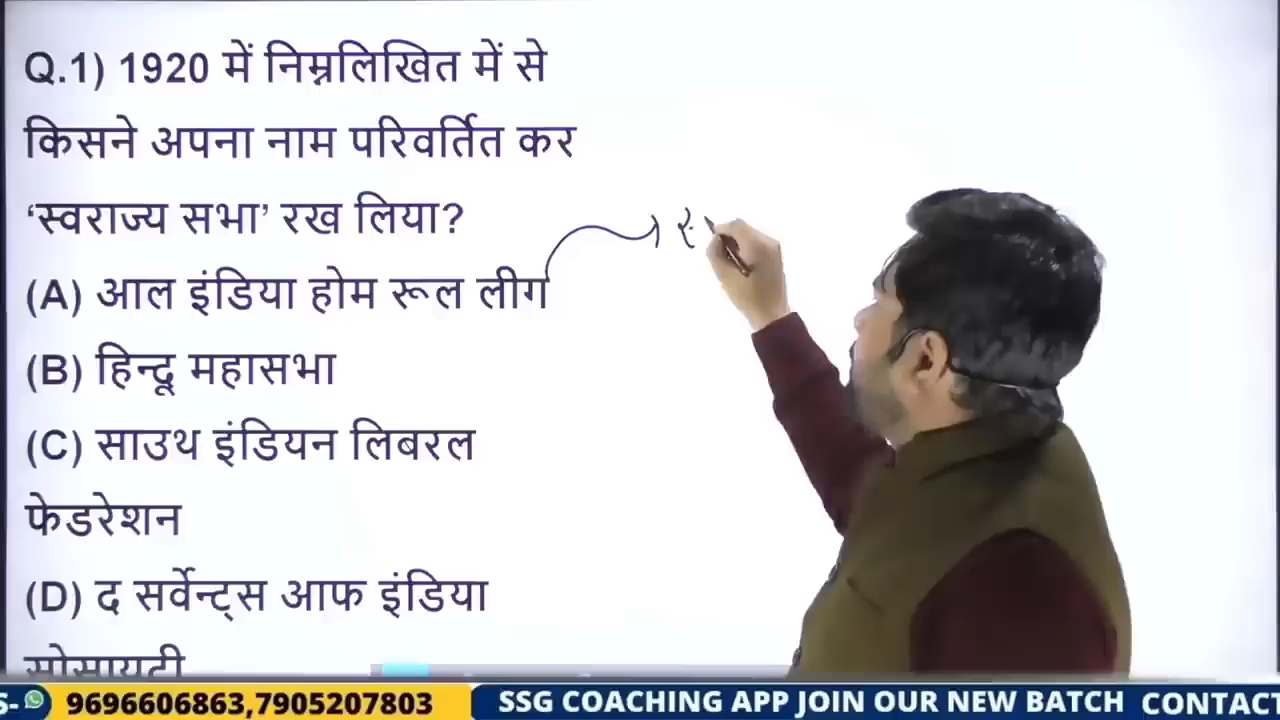 Q.1) 1920 में निम्नलिखित में से
किसने अपना नाम परिवर्तित कर
‘स्वराज्य सभा’ रख लिया?
(A) आल इंडिया होम रूल लीग
(B) हिन्दू महासभा
(C) साउथ इंडियन लिबरल
फेडरेशन
(D) द सर्वेन्ट्स आफ इंडिया
सोसायटी
S- 9696606863,7905207803 SSG COACHING APP JOIN OUR NEW BATCH CONTACT